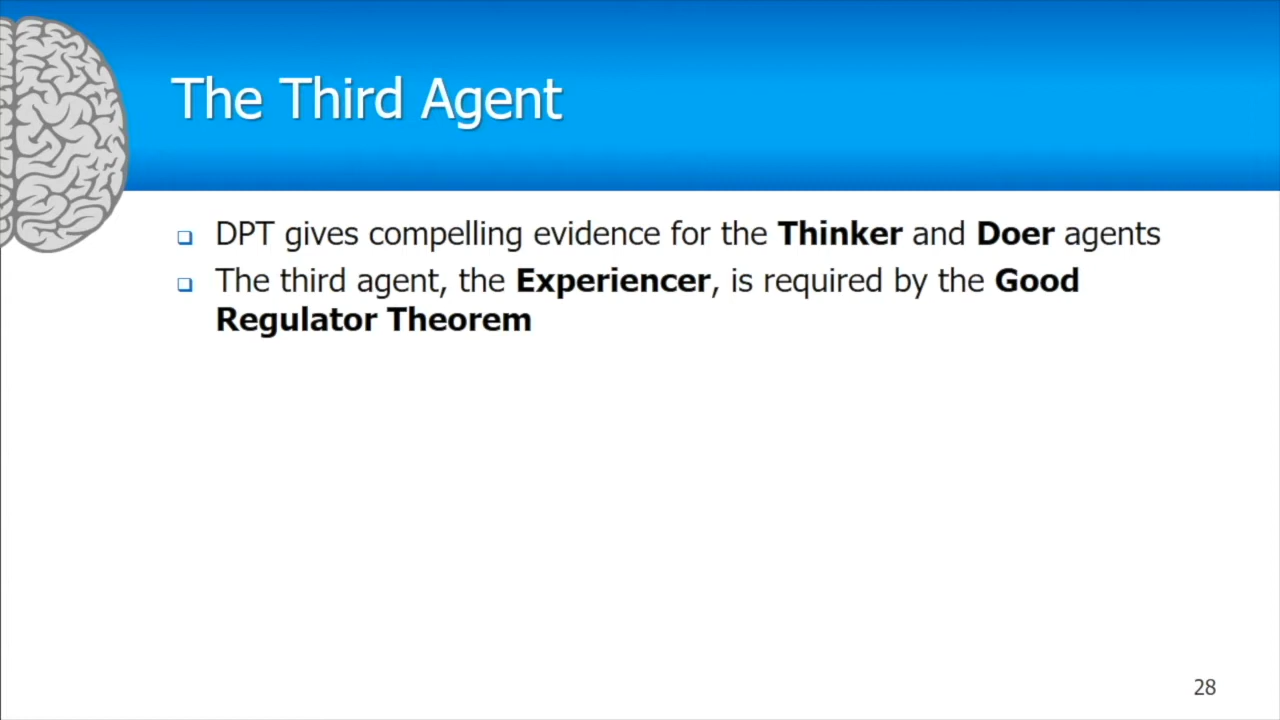 The Third Agent
DPT gives compelling evidence for the Thinker and Doer agents
The third agent, the Experiencer, is required by the Good
Regulator Theorem
28